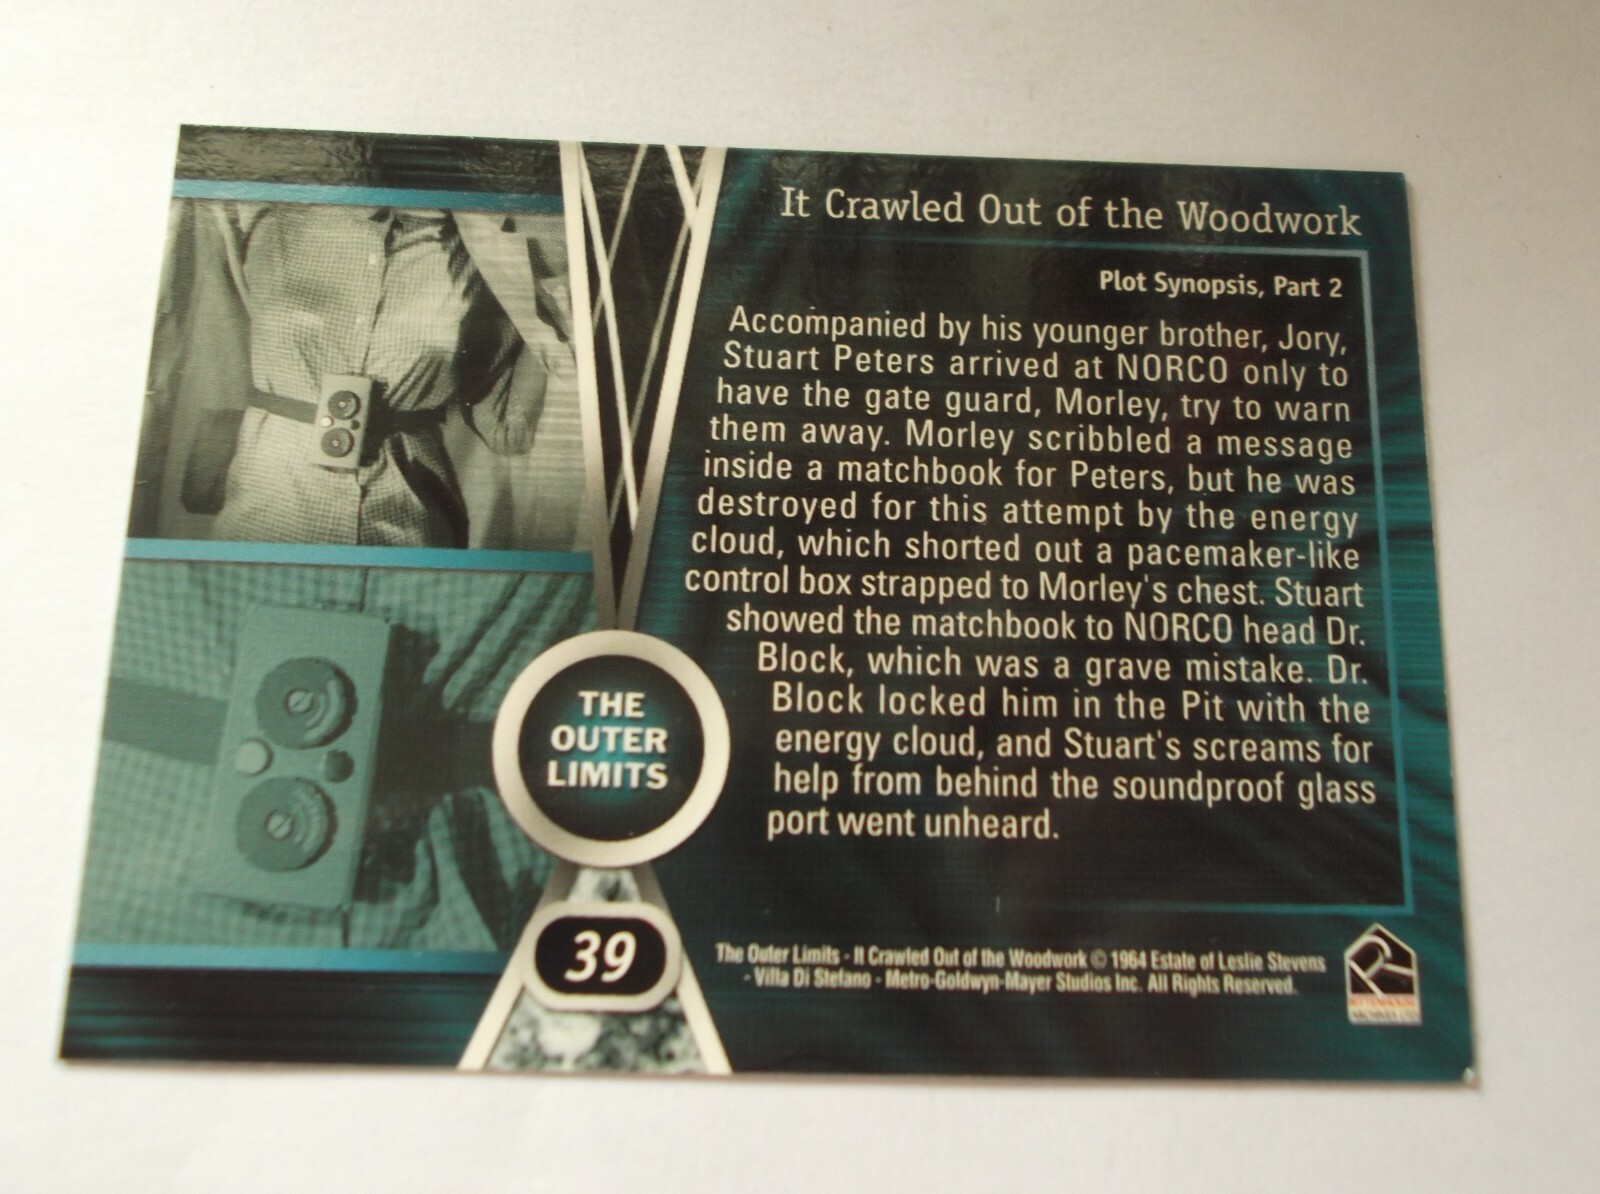 It Crawled Out of the Woodwork
Plot Synopsis, Part 2
Accompanied by his younger brother, Jory,
Stuart Peters arrived at NORCO only to
have the gate guard, Morley, try to warn
them away. Morley scribbled a message
inside a matchbook for Peters, but he was
destroyed for this attempt by the energy
cloud, which shorted out a pacemaker-like
control box strapped to Morley's chest. Stuart
showed the matchbook to NORCO head Dr.
Block, which was a grave mistake. Dr.
Block locked him in the Pit with the
energy cloud, and Stuart's screams for
help from behind the soundproof glass
port went unheard.
THE
OUTER
LIMITS
39
The Outer Limits - It Crawled Out of the Woodwork © 1964 Estate of Leslie Stevens
- Villa Di Stefano - Metro-Goldwyn-Mayer Studios Inc. All Rights Reserved.
RITTENHOUSE
ARCHIVES LTD